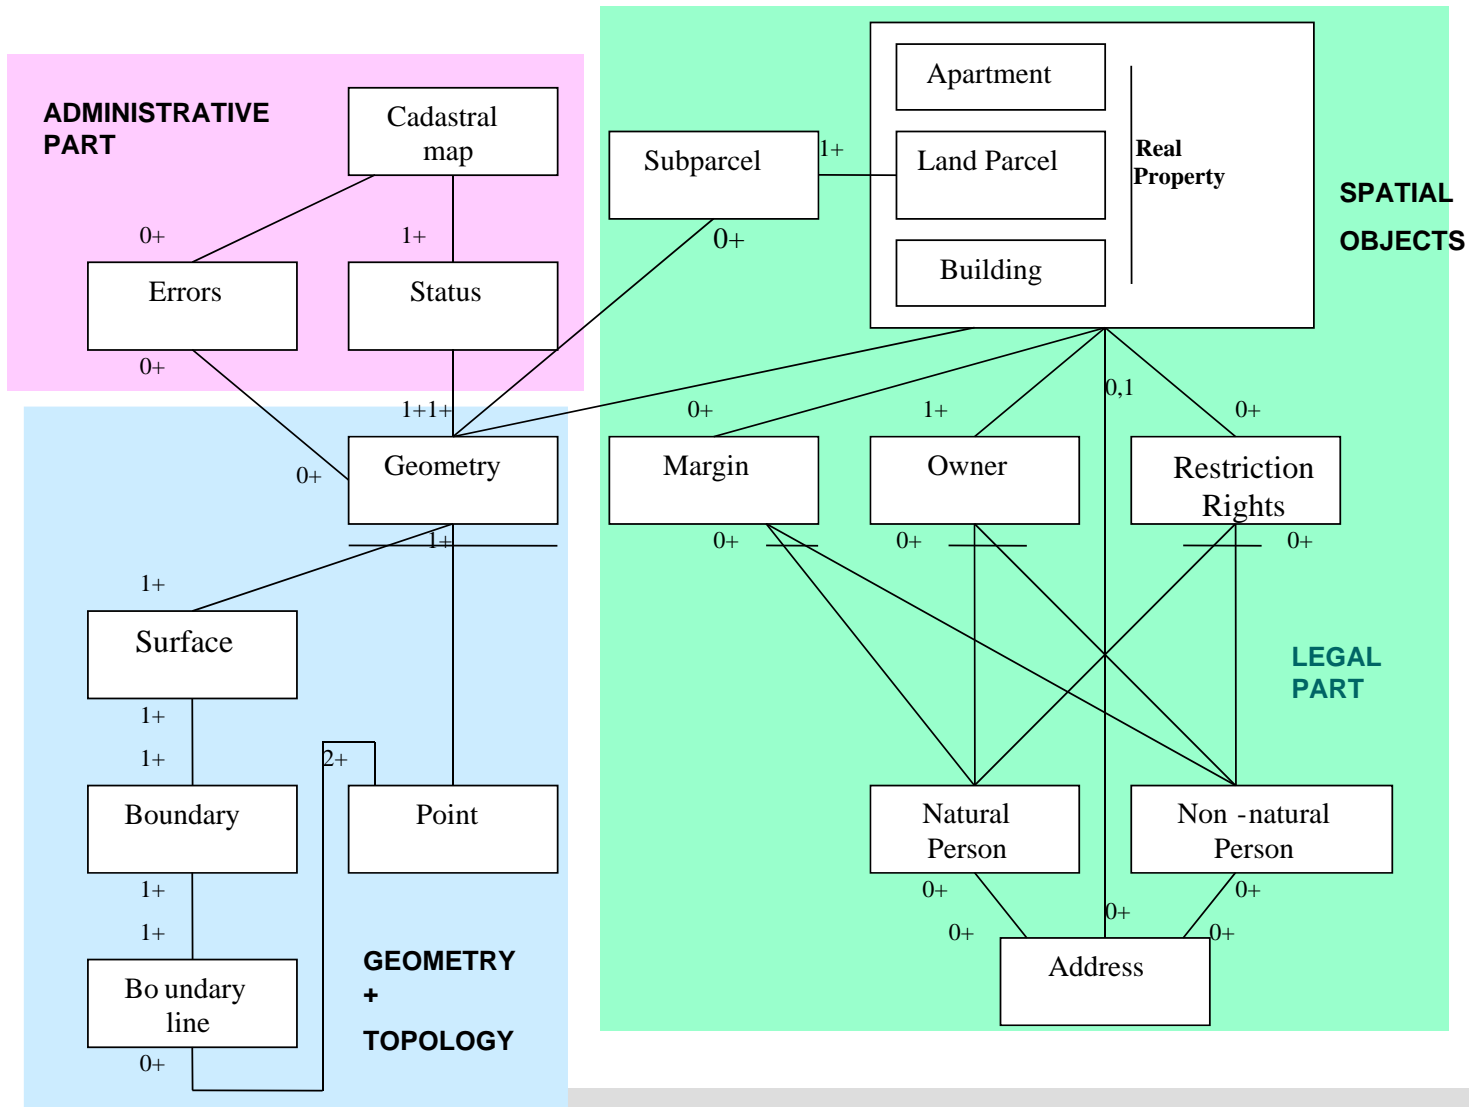 ADMINISTRATIVE
PART
Cadastral
map
0+
1+
Errors
Status
0+
1+1+
0+
Geometry
1+
1+
Surface
1+
1+
2+
Boundary
Point
1+
1+
Bo undary
line
0+
GEOMETRY
+
TOPOLOGY
Apartment
Subparcel
1+
Land Parcel
Real
Property
0+
Building
SPATIAL
OBJECTS
0,1
0+
1+
0+
Margin
Owner
Restriction
Rights
0+
0+
0+
LEGAL
PART
Natural
Person
Non -natural
Person
0+
0+
0+
0+
0+
Address